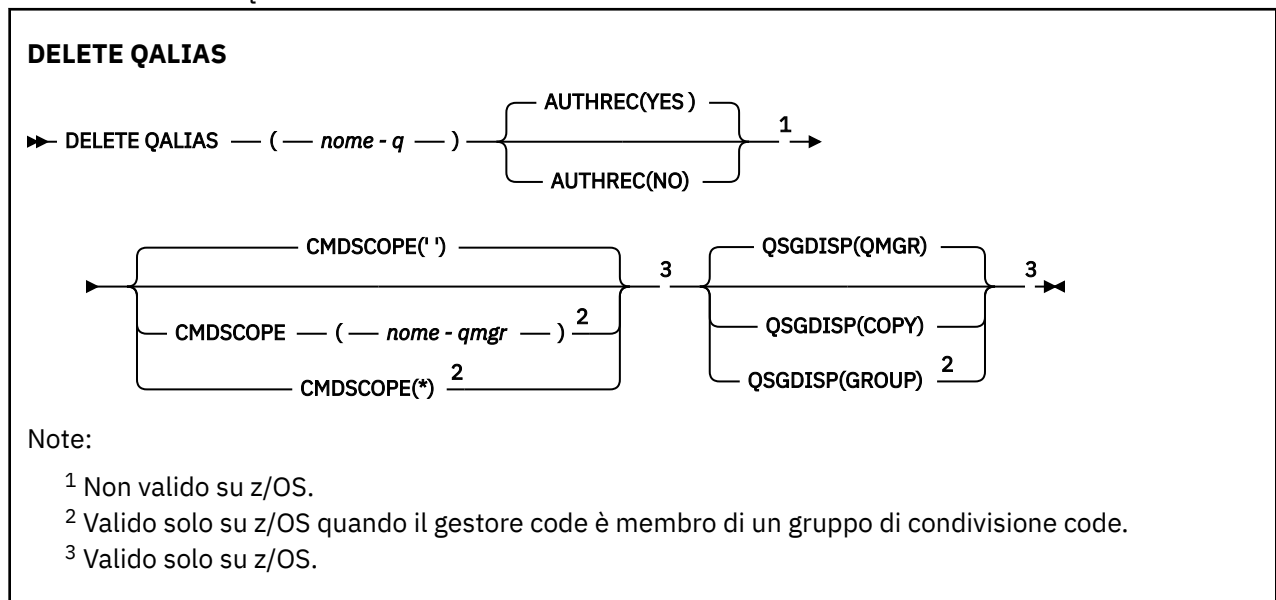 DELETE QALIAS
AUTHREC(YES )
DELETE QALIAS ( nome - q ) 1
AUTHREC(NO)
CMDSCOPE(' ') 3 QSGDISP(QMGR) 3
CMDSCOPE ( nome - qmgr ) 2 QSGDISP(COPY)
CMDSCOPE(*) 2 QSGDISP(GROUP) 2
Note:
1 Non valido su z/OS.
2 Valido solo su z/OS quando il gestore code è membro di un gruppo di condivisione code.
3 Valido solo su z/OS.